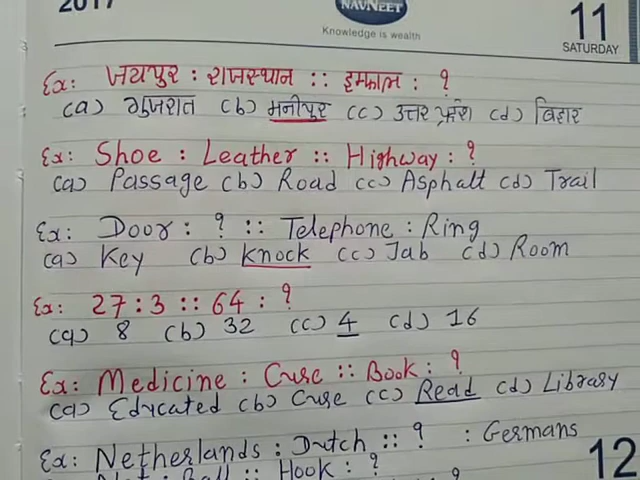 2017
NAVNEET
Knowledge is wealth
11
SATURDAY
Ex: जयपुर : राजस्थान :: इम्फाल : ?
(a) गुजरात (b) मनीपुर (c) उत्तर प्रदेश (d) बिहार
Ex: Shoe : Leather :: Highway : ?
(a) Passage (b) Road (c) Asphalt (d) Trail
Ex: Door : ? :: Telephone : Ring
(a) Key (b) Knock (c) Jab (d) Room
Ex: 27 : 3 :: 64 : ?
(a) 8 (b) 32 (c) 4 (d) 16
Ex: Medicine : Cure :: Book : ?
(a) Educated (b) Cure (c) Read (d) Library
Ex: Netherlands : Dutch :: ? : Germans
12
Ball :: Hook : ?